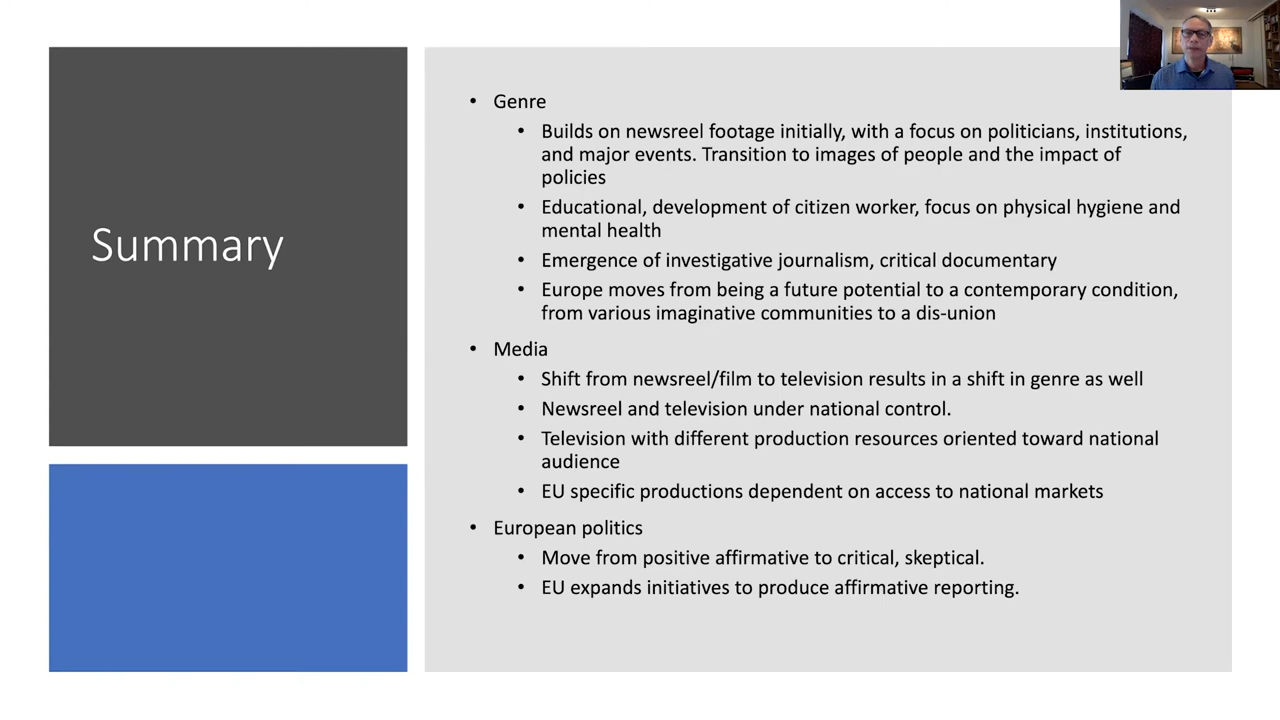 Summary
• Genre
• Builds on newsreel footage initially, with a focus on politicians, institutions,
and major events. Transition to images of people and the impact of
policies
• Educational, development of citizen worker, focus on physical hygiene and
mental health
• Emergence of investigative journalism, critical documentary
• Europe moves from being a future potential to a contemporary condition,
from various imaginative communities to a dis-union
• Media
• Shift from newsreel/film to television results in a shift in genre as well
• Newsreel and television under national control.
• Television with different production resources oriented toward national
audience
• EU specific productions dependent on access to national markets
• European politics
• Move from positive affirmative to critical, skeptical.
• EU expands initiatives to produce affirmative reporting.